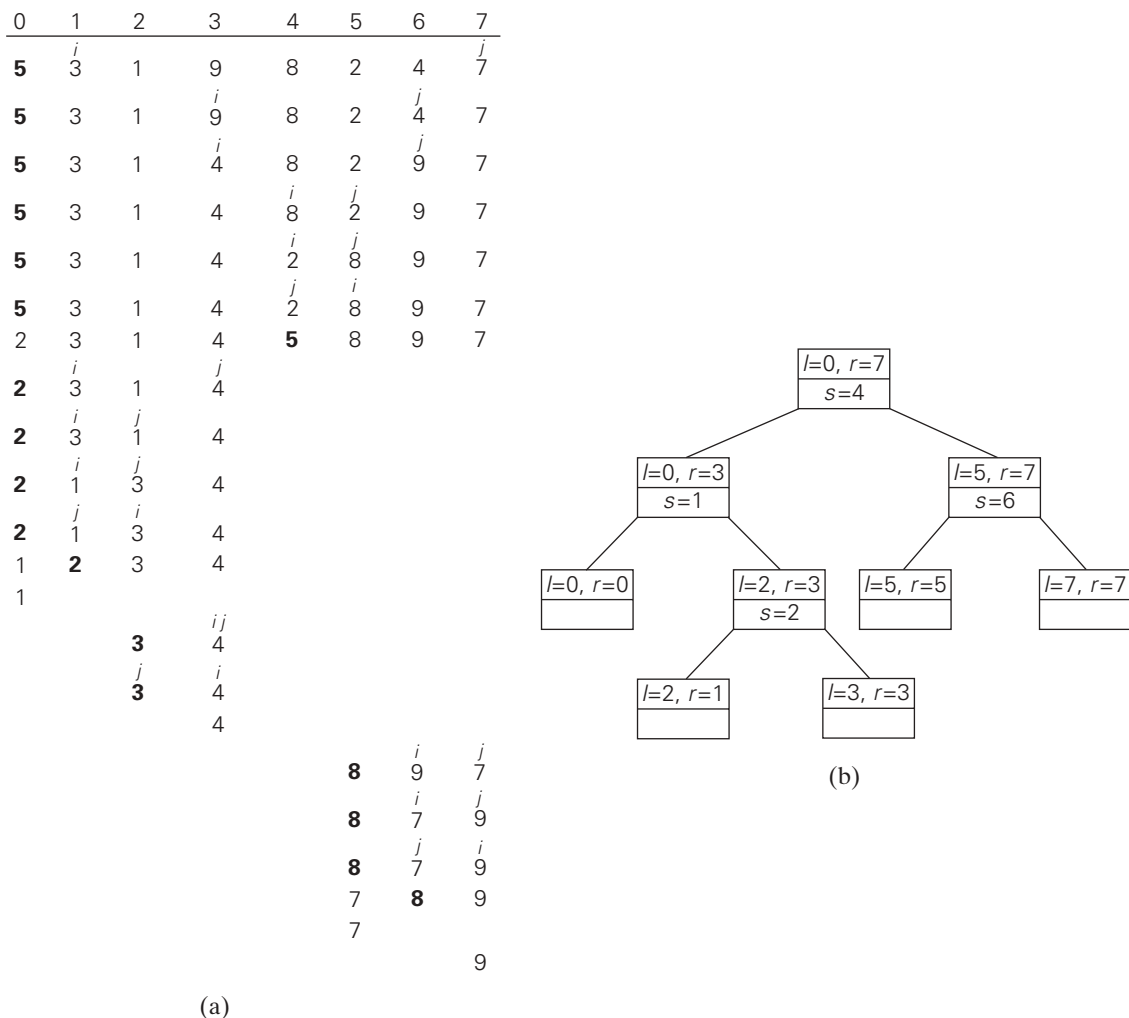 0 1 2 3 4 5 6 7
i j
5 3 1 9 8 2 4 7
i j
5 3 1 9 8 2 4 7
i j
5 3 1 4 8 2 9 7
i j
5 3 1 4 8 2 9 7
i j
5 3 1 4 2 8 9 7
j i
5 3 1 4 2 8 9 7
2 3 1 4 5 8 9 7
i j
2 3 1 4
i j
2 3 1 4
i j
2 1 3 4
j i
2 1 3 4
1 2 3 4
1
i j
3 4
j i
3 4
4
i j
8 9 7
i j
8 7 9
j i
8 7 9
7 8 9
7
9
(a)
l=0, r=7
s=4
l=0, r=3
s=1
l=5, r=7
s=6
l=0, r=0
l=2, r=3
s=2
l=5, r=5
l=7, r=7
l=2, r=1
l=3, r=3
(b)